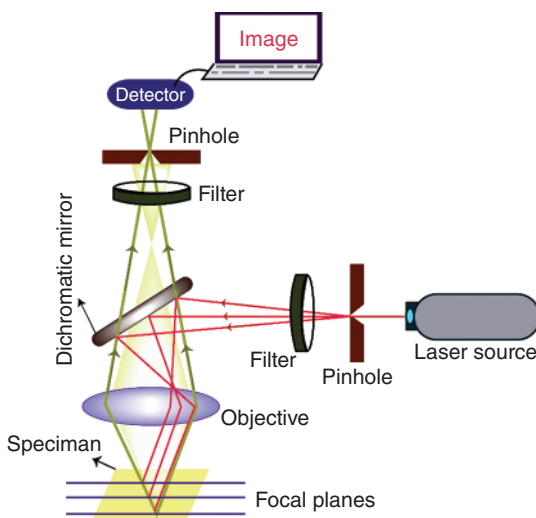 Image
Detector
Pinhole
Filter
Dichromatic mirror
Filter
Pinhole
Laser source
Objective
Speciman
Focal planes